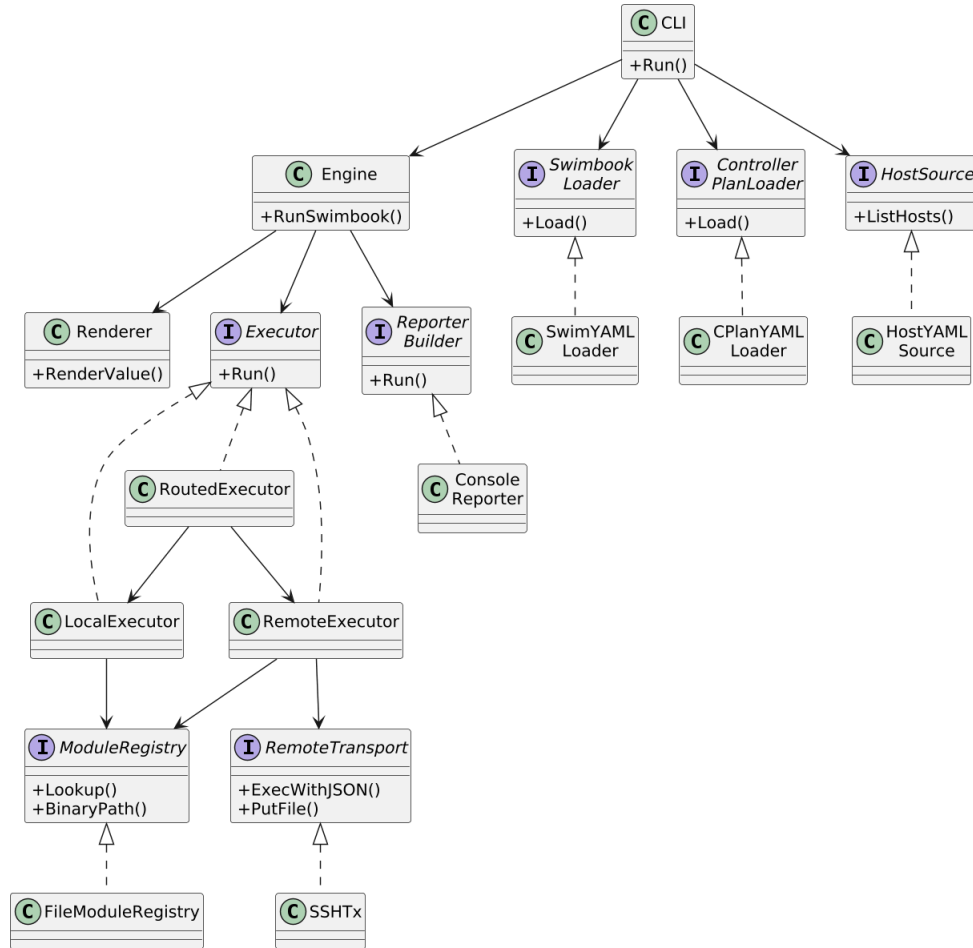 C CLI
+Run()
C Engine
+RunSwimbook()
I Swimbook
Loader
+Load()
I Controller
PlanLoader
+Load()
I HostSource
+ListHosts()
C Renderer
+RenderValue()
I Executor
+Run()
I Reporter
Builder
+Run()
C SwimYAML
Loader
C CPlanYAML
Loader
C HostYAML
Source
C RoutedExecutor
C Console
Reporter
C LocalExecutor
C RemoteExecutor
I ModuleRegistry
+Lookup()
+BinaryPath()
I RemoteTransport
+ExecWithJSON()
+PutFile()
C FileModuleRegistry
C SSHTx